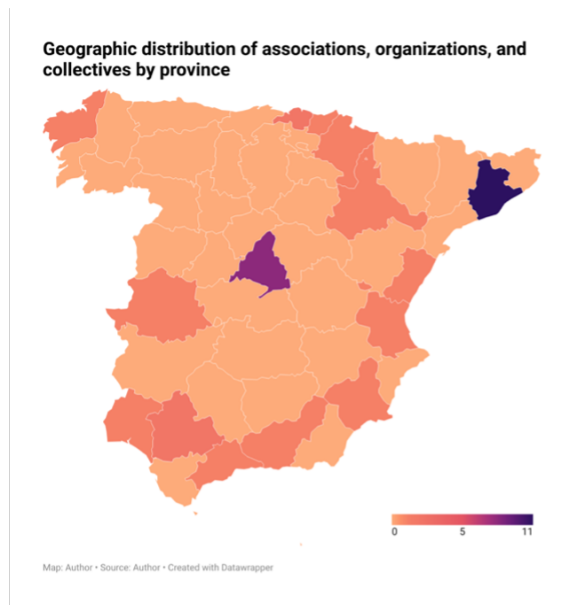 Geographic distribution of associations, organizations, and
collectives by province
0 5 11
Map: Author • Source: Author • Created with Datawrapper